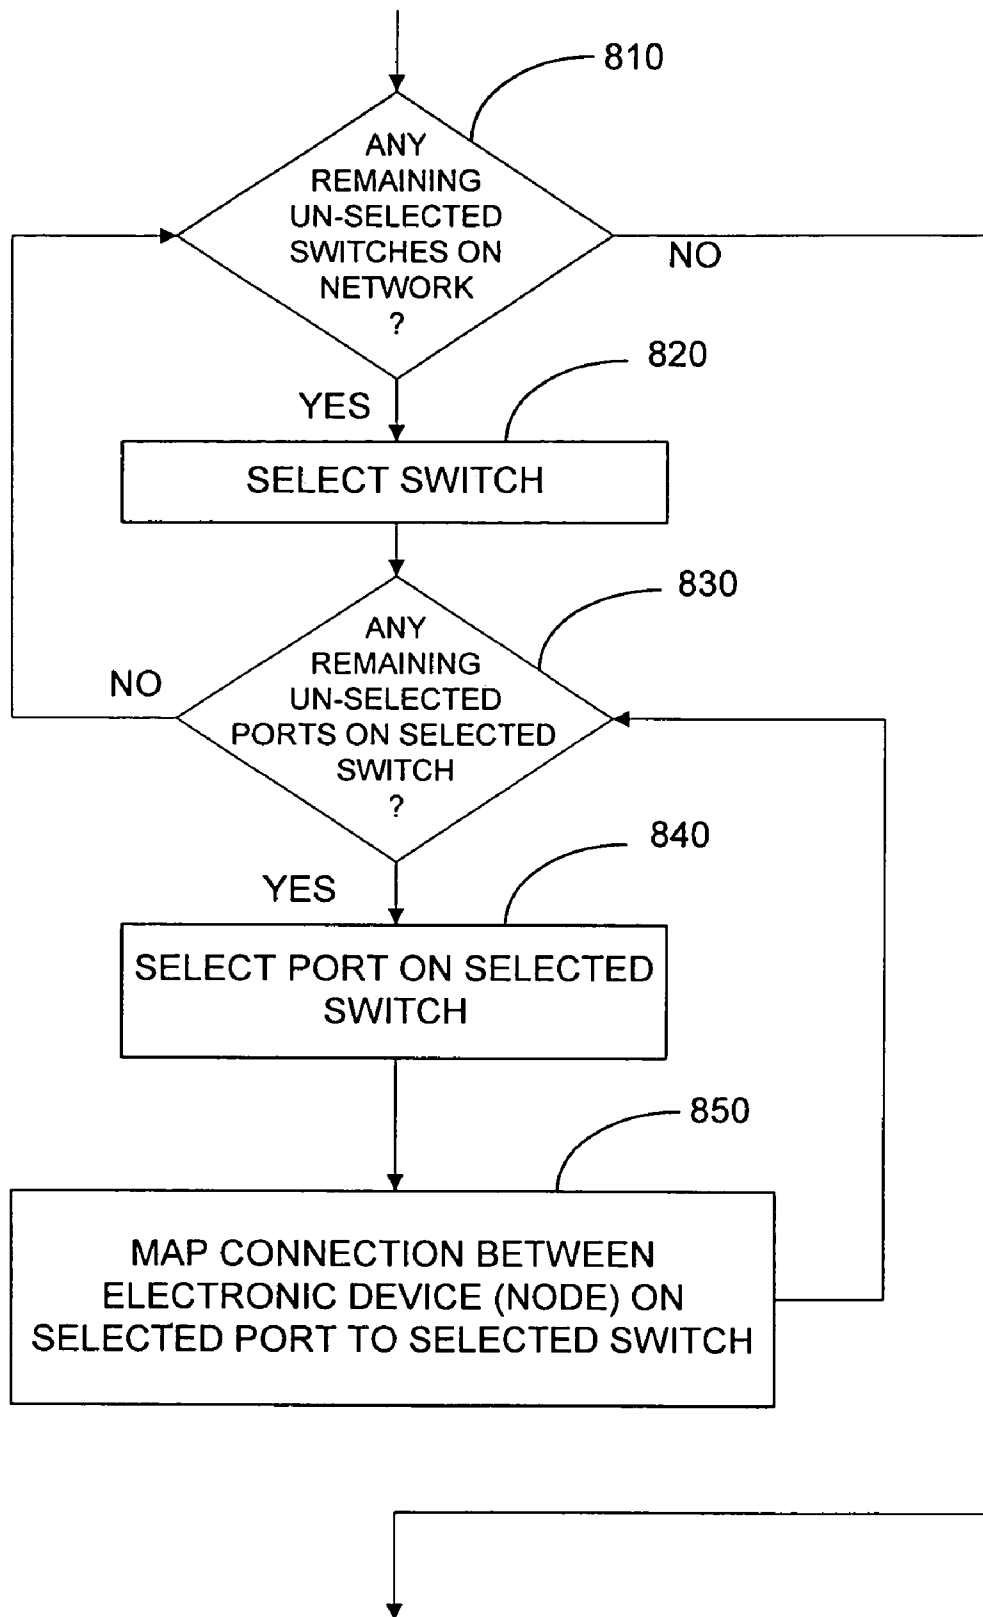 810
ANY
REMAINING
UN-SELECTED
SWITCHES ON
NETWORK
?
NO
820
YES
SELECT SWITCH
830
ANY
REMAINING
UN-SELECTED
PORTS ON SELECTED
SWITCH
?
NO
840
YES
SELECT PORT ON SELECTED
SWITCH
850
MAP CONNECTION BETWEEN
ELECTRONIC DEVICE (NODE) ON
SELECTED PORT TO SELECTED SWITCH